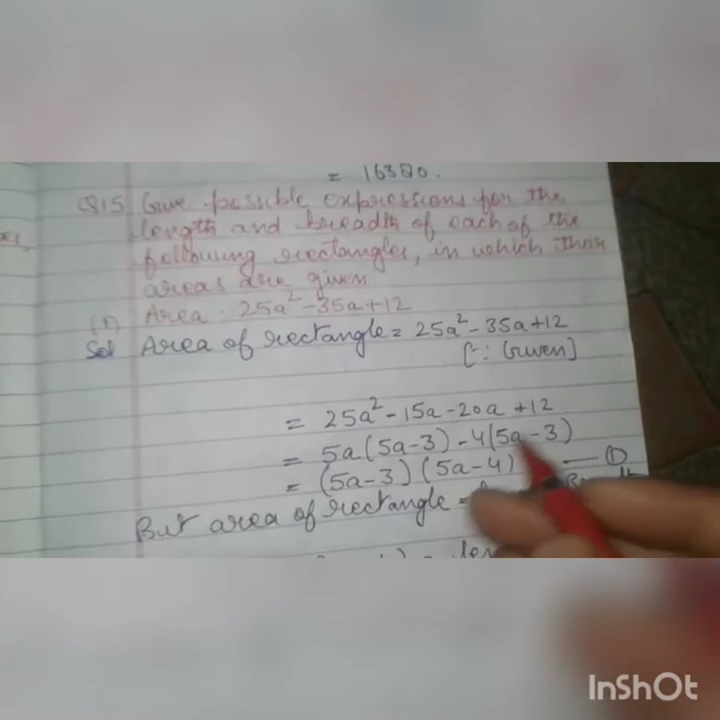 = 16380.
Q15 Give possible expressions for the
length and breadth of each of the
following rectangles, in which their
areas are given
(i) Area. 25a² - 35a + 12
Sol Area of rectangle = 25a² - 35a + 12
[∵ Given]
= 25a² - 15a - 20a + 12
= 5a(5a - 3) - 4(5a - 3)
= (5a - 3) (5a - 4) — ①
But area of rectangle =
InShOt